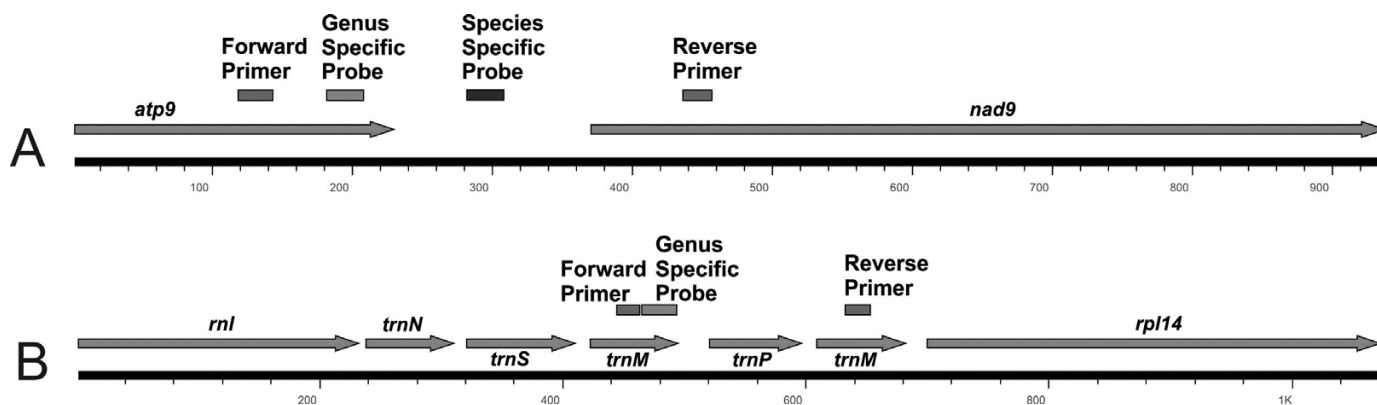 Forward
Primer
Genus
Specific
Probe
Species
Specific
Probe
Reverse
Primer
atp9
nad9
A
100 200 300 400 500 600 700 800 900
Forward
Primer
Genus
Specific
Probe
Reverse
Primer
rnl trnN rpl14
trnS trnM trnP trnM
B
200 400 600 800 1K